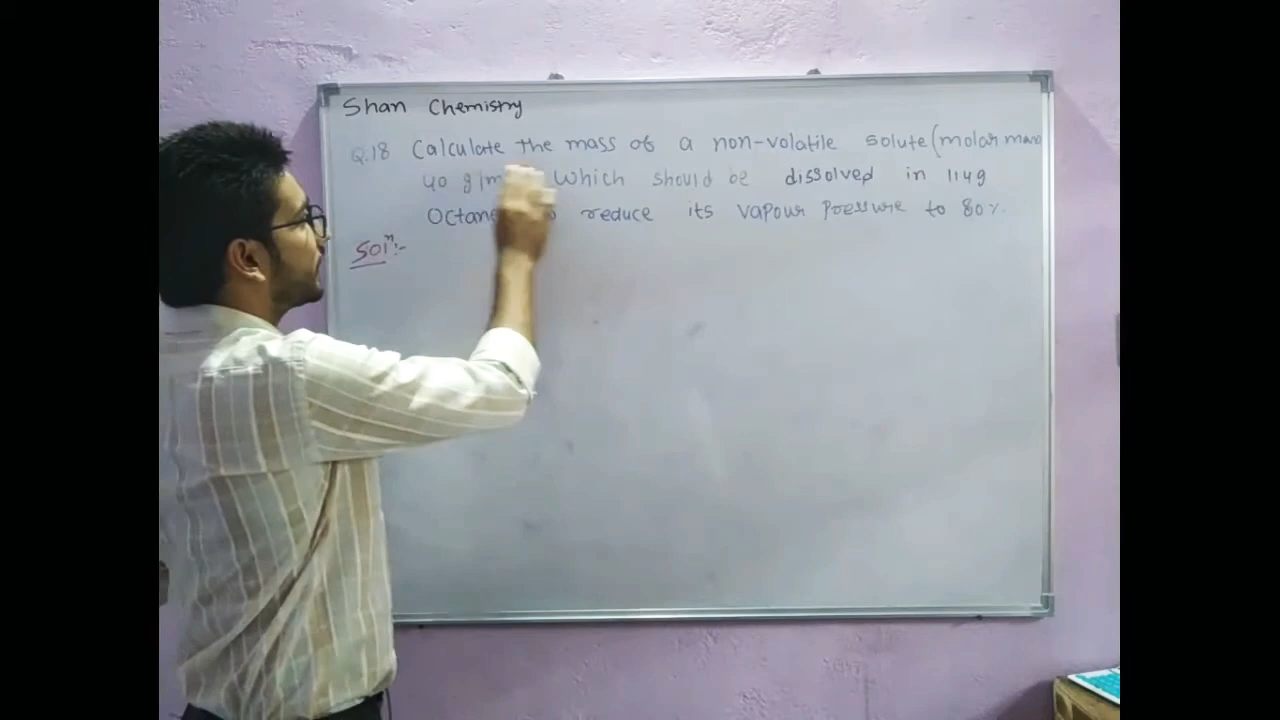 Shan Chemistry
Q.18 Calculate the mass of a non-volatile solute (molar mass
40 g/m which should be dissolved in 114g
Octane reduce its vapour Pressure to 80%.
Solⁿ:-